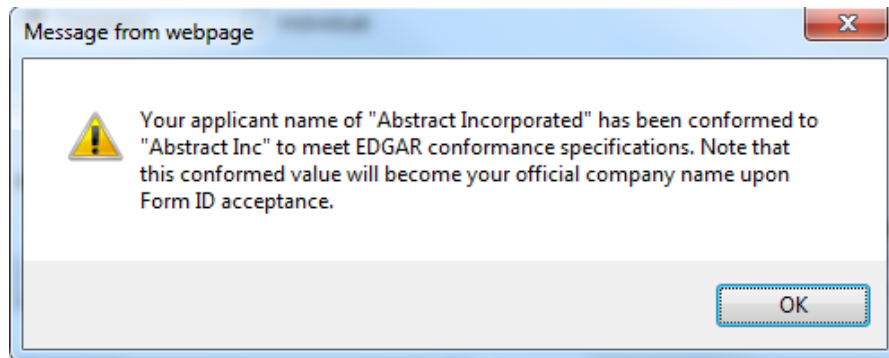 Message from webpage
Your applicant name of "Abstract Incorporated" has been conformed to
"Abstract Inc" to meet EDGAR conformance specifications. Note that
this conformed value will become your official company name upon
Form ID acceptance.
OK